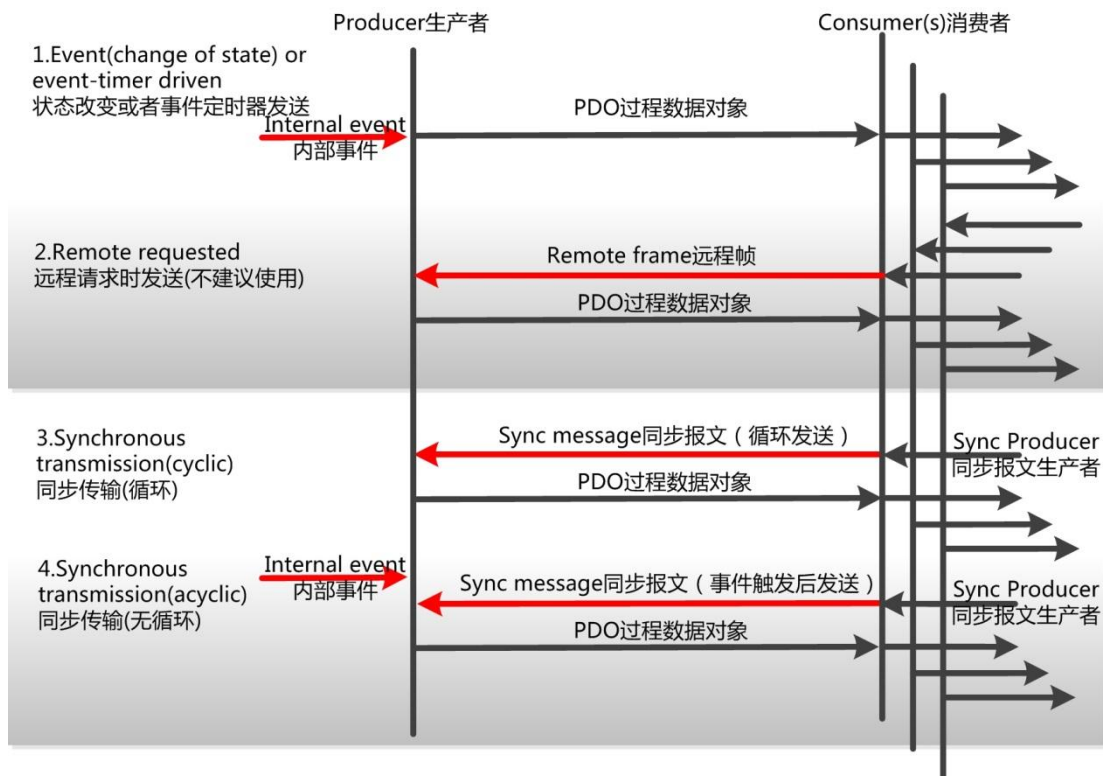 Producer生产者
Consumer(s)消费者
1.Event(change of state) or
event-timer driven
状态改变或者事件定时器发送
Internal event
内部事件
PDO过程数据对象
2.Remote requested
远程请求时发送(不建议使用)
Remote frame远程帧
PDO过程数据对象
3.Synchronous
transmission(cyclic)
同步传输(循环)
Sync message同步报文（循环发送）
Sync Producer
同步报文生产者
PDO过程数据对象
4.Synchronous
transmission(acyclic)
同步传输(无循环)
Internal event
内部事件
Sync message同步报文（事件触发后发送）
Sync Producer
同步报文生产者
PDO过程数据对象